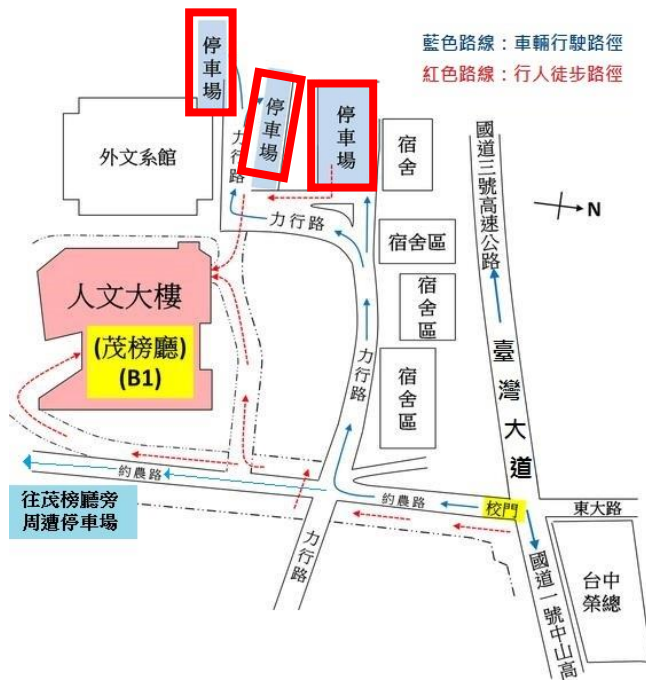 藍色路線：車輛行駛路徑
紅色路線：行人徒步路徑
停車場
停車場
停車場
外文系館
力行路
力行路
宿舍
宿舍區
宿舍區
宿舍區
國道三號高速公路
N
人文大樓
(茂榜廳)
(B1)
力行路
臺灣大道
約農路
約農路
校門
東大路
往茂榜廳旁
周遭停車場
力行路
國道一號中山高
台中
榮總